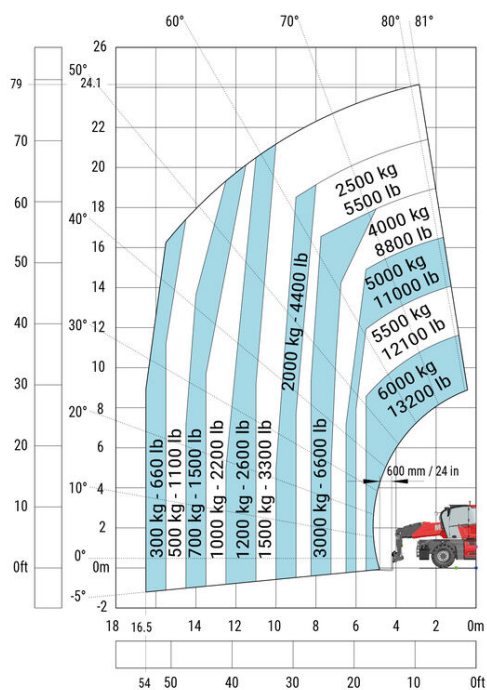 60°
70°
80°
81°
26
50°
79
24.1
24
70
22
20
2500 kg
5500 lb
60
18
4000 kg
8800 lb
40°
16
5000 kg
11000 lb
50
14
2000 kg - 4400 lb
5500 kg
12100 lb
40
30°
12
10
6000 kg
13200 lb
30
20°
8
20
6
300 kg - 660 lb
500 kg - 1100 lb
700 kg - 1500 lb
1000 kg - 2200 lb
1200 kg - 2600 lb
1500 kg - 3300 lb
3000 kg - 6600 lb
600 mm / 24 in
10°
4
10
2
0°
0ft
0m
-5°
-2
18
16.5
14
12
10
8
6
4
2
0m
54
50
40
30
20
10
0ft